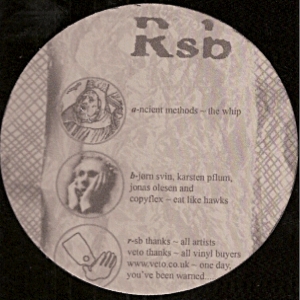 Rsb
a-ncient methods – the whip
b-jørn svin, karsten pflum,
jonas olesen and
copyflex – eat like hawks
r-sb thanks – all artists
veto thanks – all vinyl buyers
www.veto.co.uk – one day,
you've been warned...